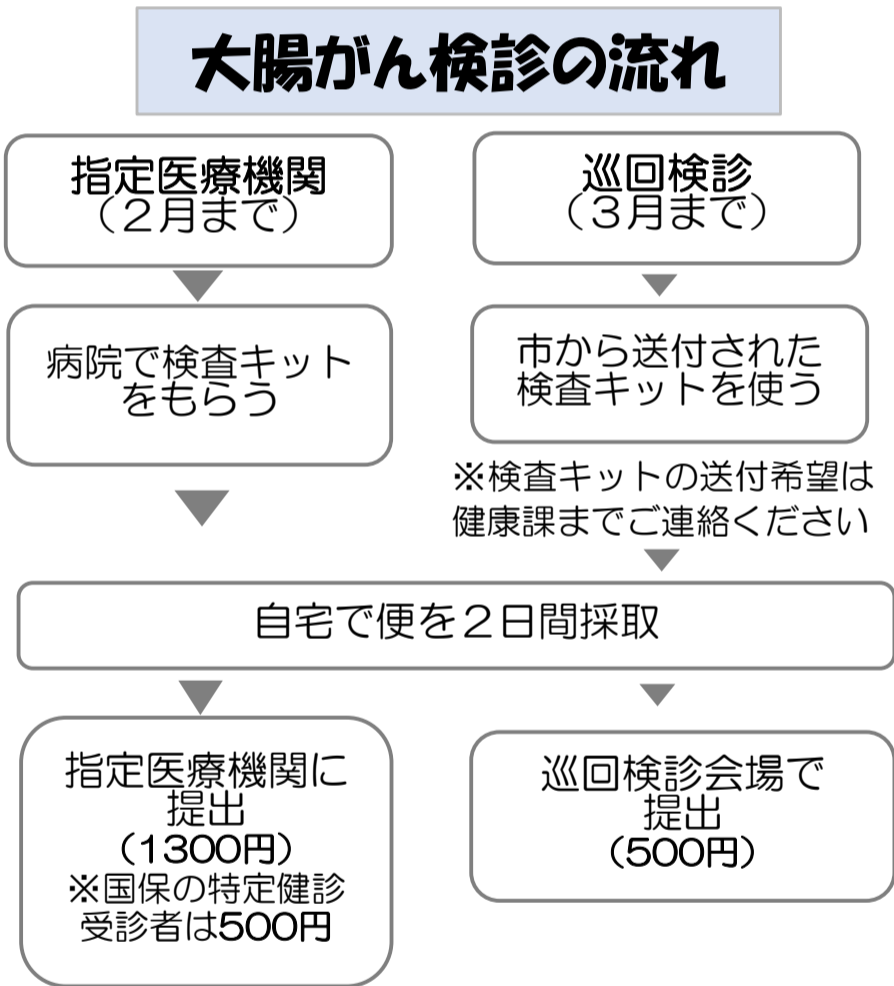 大腸がん検診の流れ
指定医療機関
(2月まで)
巡回検診
(3月まで)
病院で検査キット
をもらう
市から送付された
検査キットを使う
※検査キットの送付希望は
健康課までご連絡ください
自宅で便を2日間採取
指定医療機関に
提出
(1300円)
※国保の特定健診
受診者は500円
巡回検診会場で
提出
(500円)